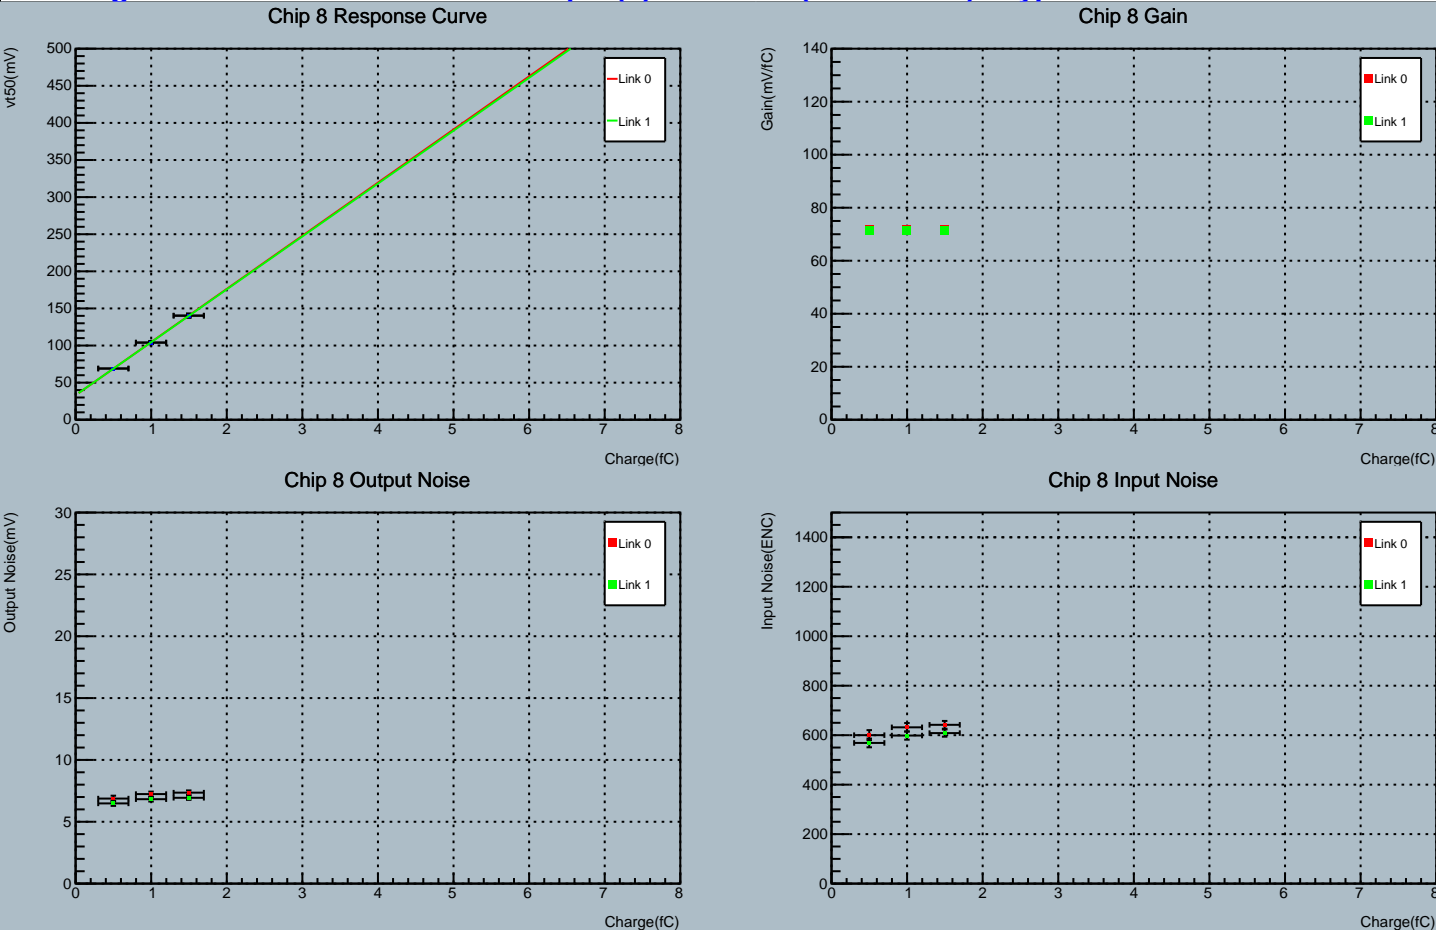 Chip 8 Response Curve
vt50(mV)
500
450
400
350
300
250
200
150
100
50
0
0 1 2 3 4 5 6 7 8
Charge(fC)
Link 0
Link 1
Chip 8 Gain
Gain(mV/fC)
140
120
100
80
60
40
20
0
0 1 2 3 4 5 6 7 8
Charge(fC)
Link 0
Link 1
Chip 8 Output Noise
Output Noise(mV)
30
25
20
15
10
5
0
0 1 2 3 4 5 6 7 8
Charge(fC)
Link 0
Link 1
Chip 8 Input Noise
Input Noise(ENC)
1400
1200
1000
800
600
400
200
0
0 1 2 3 4 5 6 7 8
Charge(fC)
Link 0
Link 1